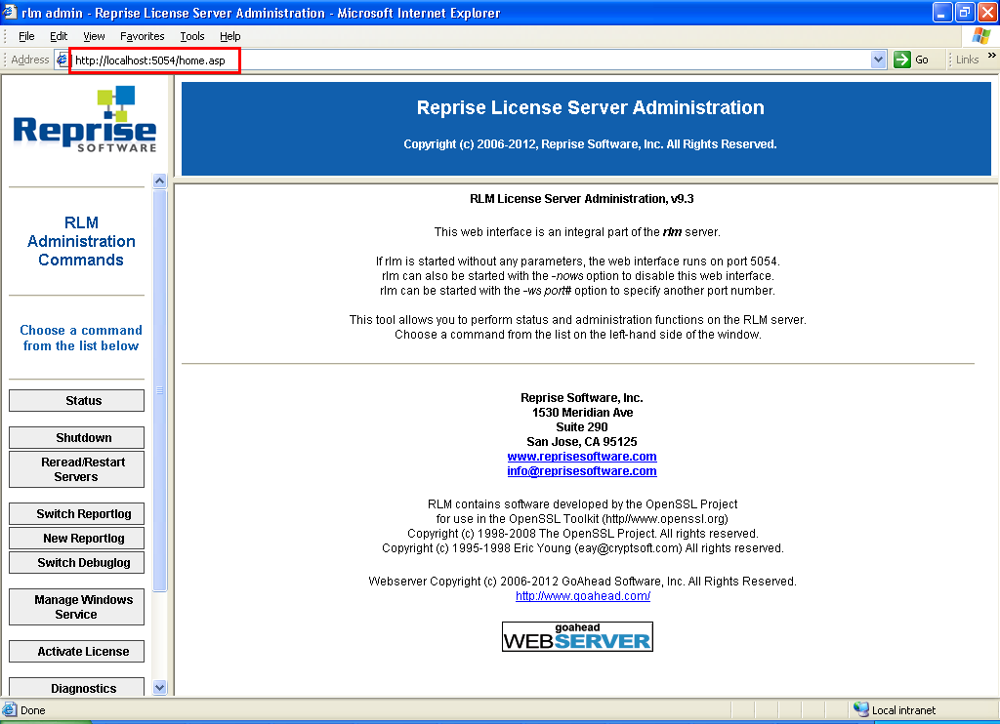 rlm admin - Reprise License Server Administration - Microsoft Internet Explorer
File Edit View Favorites Tools Help
Address http://localhost:5054/home.asp Go Links »
Reprise
SOFTWARE
RLM
Administration
Commands
Choose a command
from the list below
Status
Shutdown
Reread/Restart
Servers
Switch Reportlog
New Reportlog
Switch Debuglog
Manage Windows
Service
Activate License
Diagnostics
Reprise License Server Administration
Copyright (c) 2006-2012, Reprise Software, Inc. All Rights Reserved.
RLM License Server Administration, v9.3
This web interface is an integral part of the rlm server.
If rlm is started without any parameters, the web interface runs on port 5054.
rlm can also be started with the -nows option to disable this web interface.
rlm can be started with the -ws port# option to specify another port number.
This tool allows you to perform status and administration functions on the RLM server.
Choose a command from the list on the left-hand side of the window.
Reprise Software, Inc.
1530 Meridian Ave
Suite 290
San Jose, CA 95125
www.reprisesoftware.com
info@reprisesoftware.com
RLM contains software developed by the OpenSSL Project
for use in the OpenSSL Toolkit (http//www.openssl.org)
Copyright (c) 1998-2008 The OpenSSL Project. All rights reserved.
Copyright (c) 1995-1998 Eric Young (eay@cryptsoft.com) All rights reserved.
Webserver Copyright (c) 2006-2012 GoAhead Software, Inc. All Rights Reserved.
http://www.goahead.com/
goahead
WEBSERVER
Done Local intranet